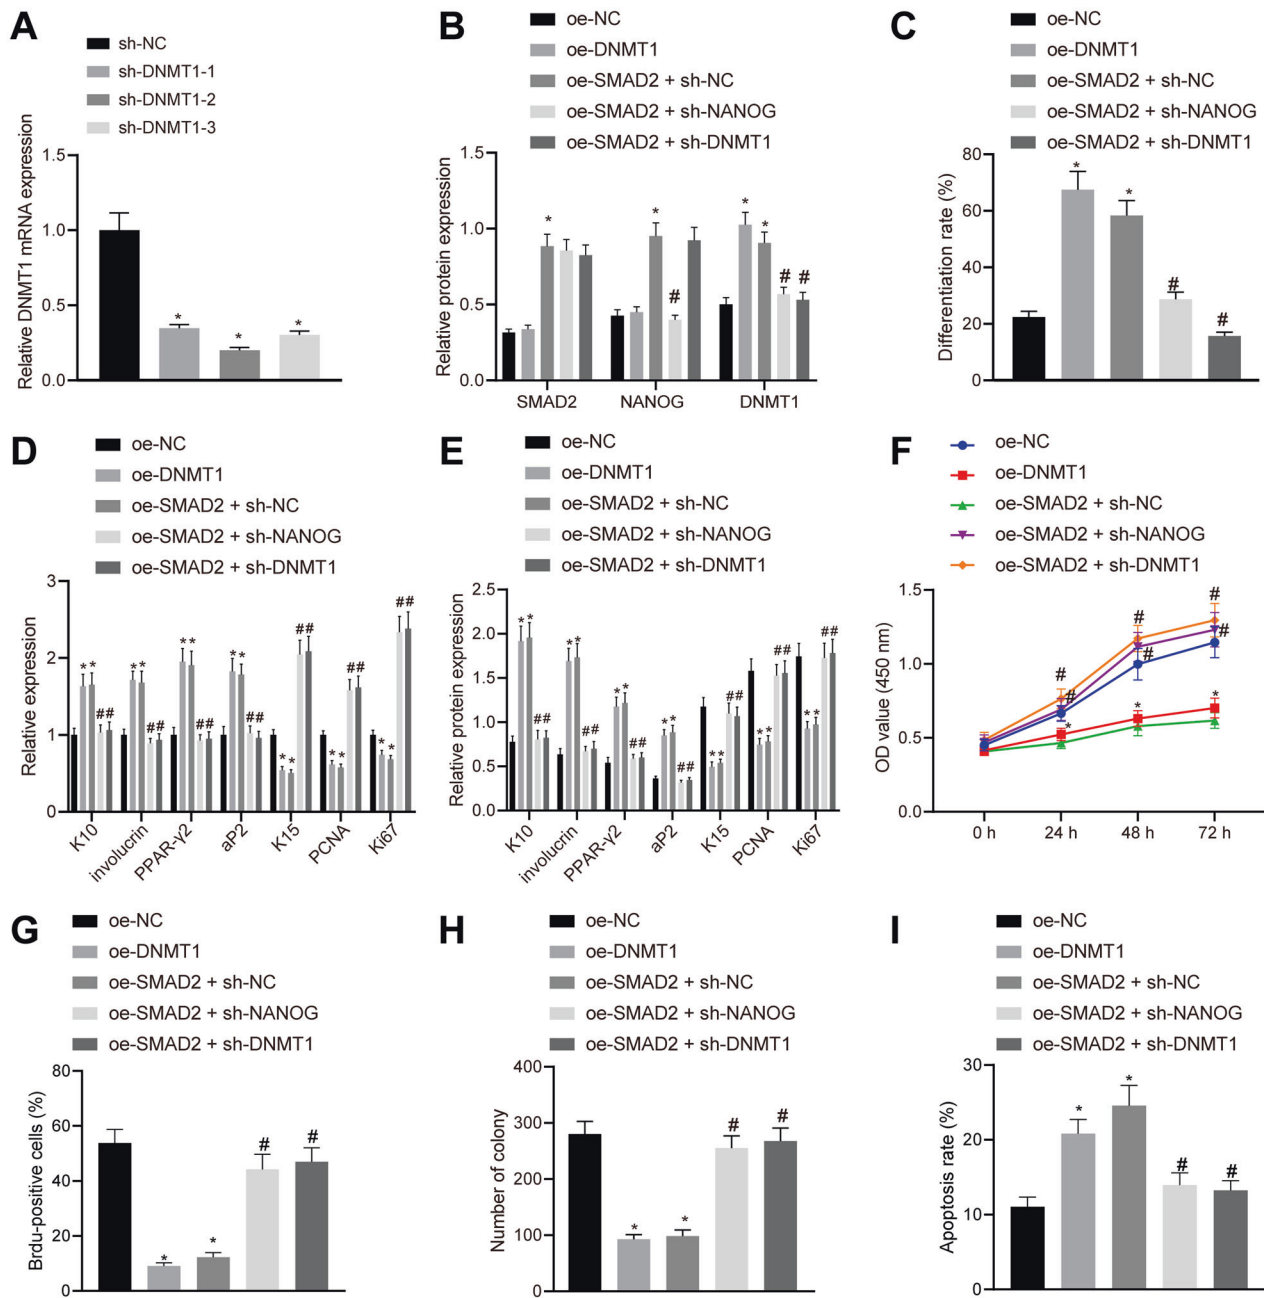 A
sh-NC
sh-DNMT1-1
sh-DNMT1-2
sh-DNMT1-3
Relative DNMT1 mRNA expression
1.5
1.0
0.5
0.0
*
*
*
B
oe-NC
oe-DNMT1
oe-SMAD2 + sh-NC
oe-SMAD2 + sh-NANOG
oe-SMAD2 + sh-DNMT1
Relative protein expression
1.5
1.0
0.5
0.0
*
*
#
*
*
# #
SMAD2 NANOG DNMT1
C
oe-NC
oe-DNMT1
oe-SMAD2 + sh-NC
oe-SMAD2 + sh-NANOG
oe-SMAD2 + sh-DNMT1
Differentiation rate (%)
80
60
40
20
0
*
*
#
#
D
oe-NC
oe-DNMT1
oe-SMAD2 + sh-NC
oe-SMAD2 + sh-NANOG
oe-SMAD2 + sh-DNMT1
Relative expression
3
2
1
0
* *
##
* *
##
* *
##
* *
##
* *
##
* *
##
* *
##
K10 involucrin PPAR-γ2 aP2 K15 PCNA Ki67
E
oe-NC
oe-DNMT1
oe-SMAD2 + sh-NC
oe-SMAD2 + sh-NANOG
oe-SMAD2 + sh-DNMT1
Relative protein expression
2.5
2.0
1.5
1.0
0.5
0.0
* *
##
* *
##
* *
##
* *
##
* *
##
* *
##
* *
##
K10 involucrin PPAR-γ2 aP2 K15 PCNA Ki67
F
oe-NC
oe-DNMT1
oe-SMAD2 + sh-NC
oe-SMAD2 + sh-NANOG
oe-SMAD2 + sh-DNMT1
OD value (450 nm)
1.5
1.0
0.5
0.0
#
#
*
#
#
*
#
#
*
0 h 24 h 48 h 72 h
G
oe-NC
oe-DNMT1
oe-SMAD2 + sh-NC
oe-SMAD2 + sh-NANOG
oe-SMAD2 + sh-DNMT1
Brdu-positive cells (%)
80
60
40
20
0
*
*
#
#
H
oe-NC
oe-DNMT1
oe-SMAD2 + sh-NC
oe-SMAD2 + sh-NANOG
oe-SMAD2 + sh-DNMT1
Number of colony
400
300
200
100
0
*
*
#
#
I
oe-NC
oe-DNMT1
oe-SMAD2 + sh-NC
oe-SMAD2 + sh-NANOG
oe-SMAD2 + sh-DNMT1
Apoptosis rate (%)
30
20
10
0
*
*
#
#